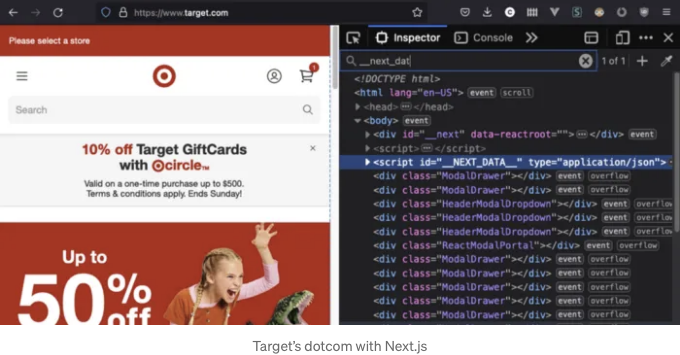 https://www.target.com
Please select a store
1
Search
10% off Target GiftCards
with circle™
Valid on a one-time purchase up to $500.
Terms & conditions apply. Ends Sunday!
Up to
50%
off
Inspector
Console
__next_dat
1 of 1
<!DOCTYPE html>
<html lang="en-US"> event scroll
<head> </head>
<body> event
<div id="__next" data-reactroot=""> </div> event
<script> </script>
<script id="__NEXT_DATA__" type="application/json">
<div class="ModalDrawer"></div> event overflow
<div class="ModalDrawer"></div> event overflow
<div class="HeaderModalDropdown"></div> event overflow
<div class="HeaderModalDropdown"></div> event overflow
<div class="ModalDrawer"></div> event overflow
<div class="ReactModalPortal"></div> event overflow
<div class="ModalDrawer"></div> event overflow
<div class="ModalDrawer"></div> event overflow
<div class="ModalDrawer"></div> event overflow
<div class="ModalDrawer"></div> event overflow
<div class="ModalDrawer"></div> event overflow
Target's dotcom with Next.js